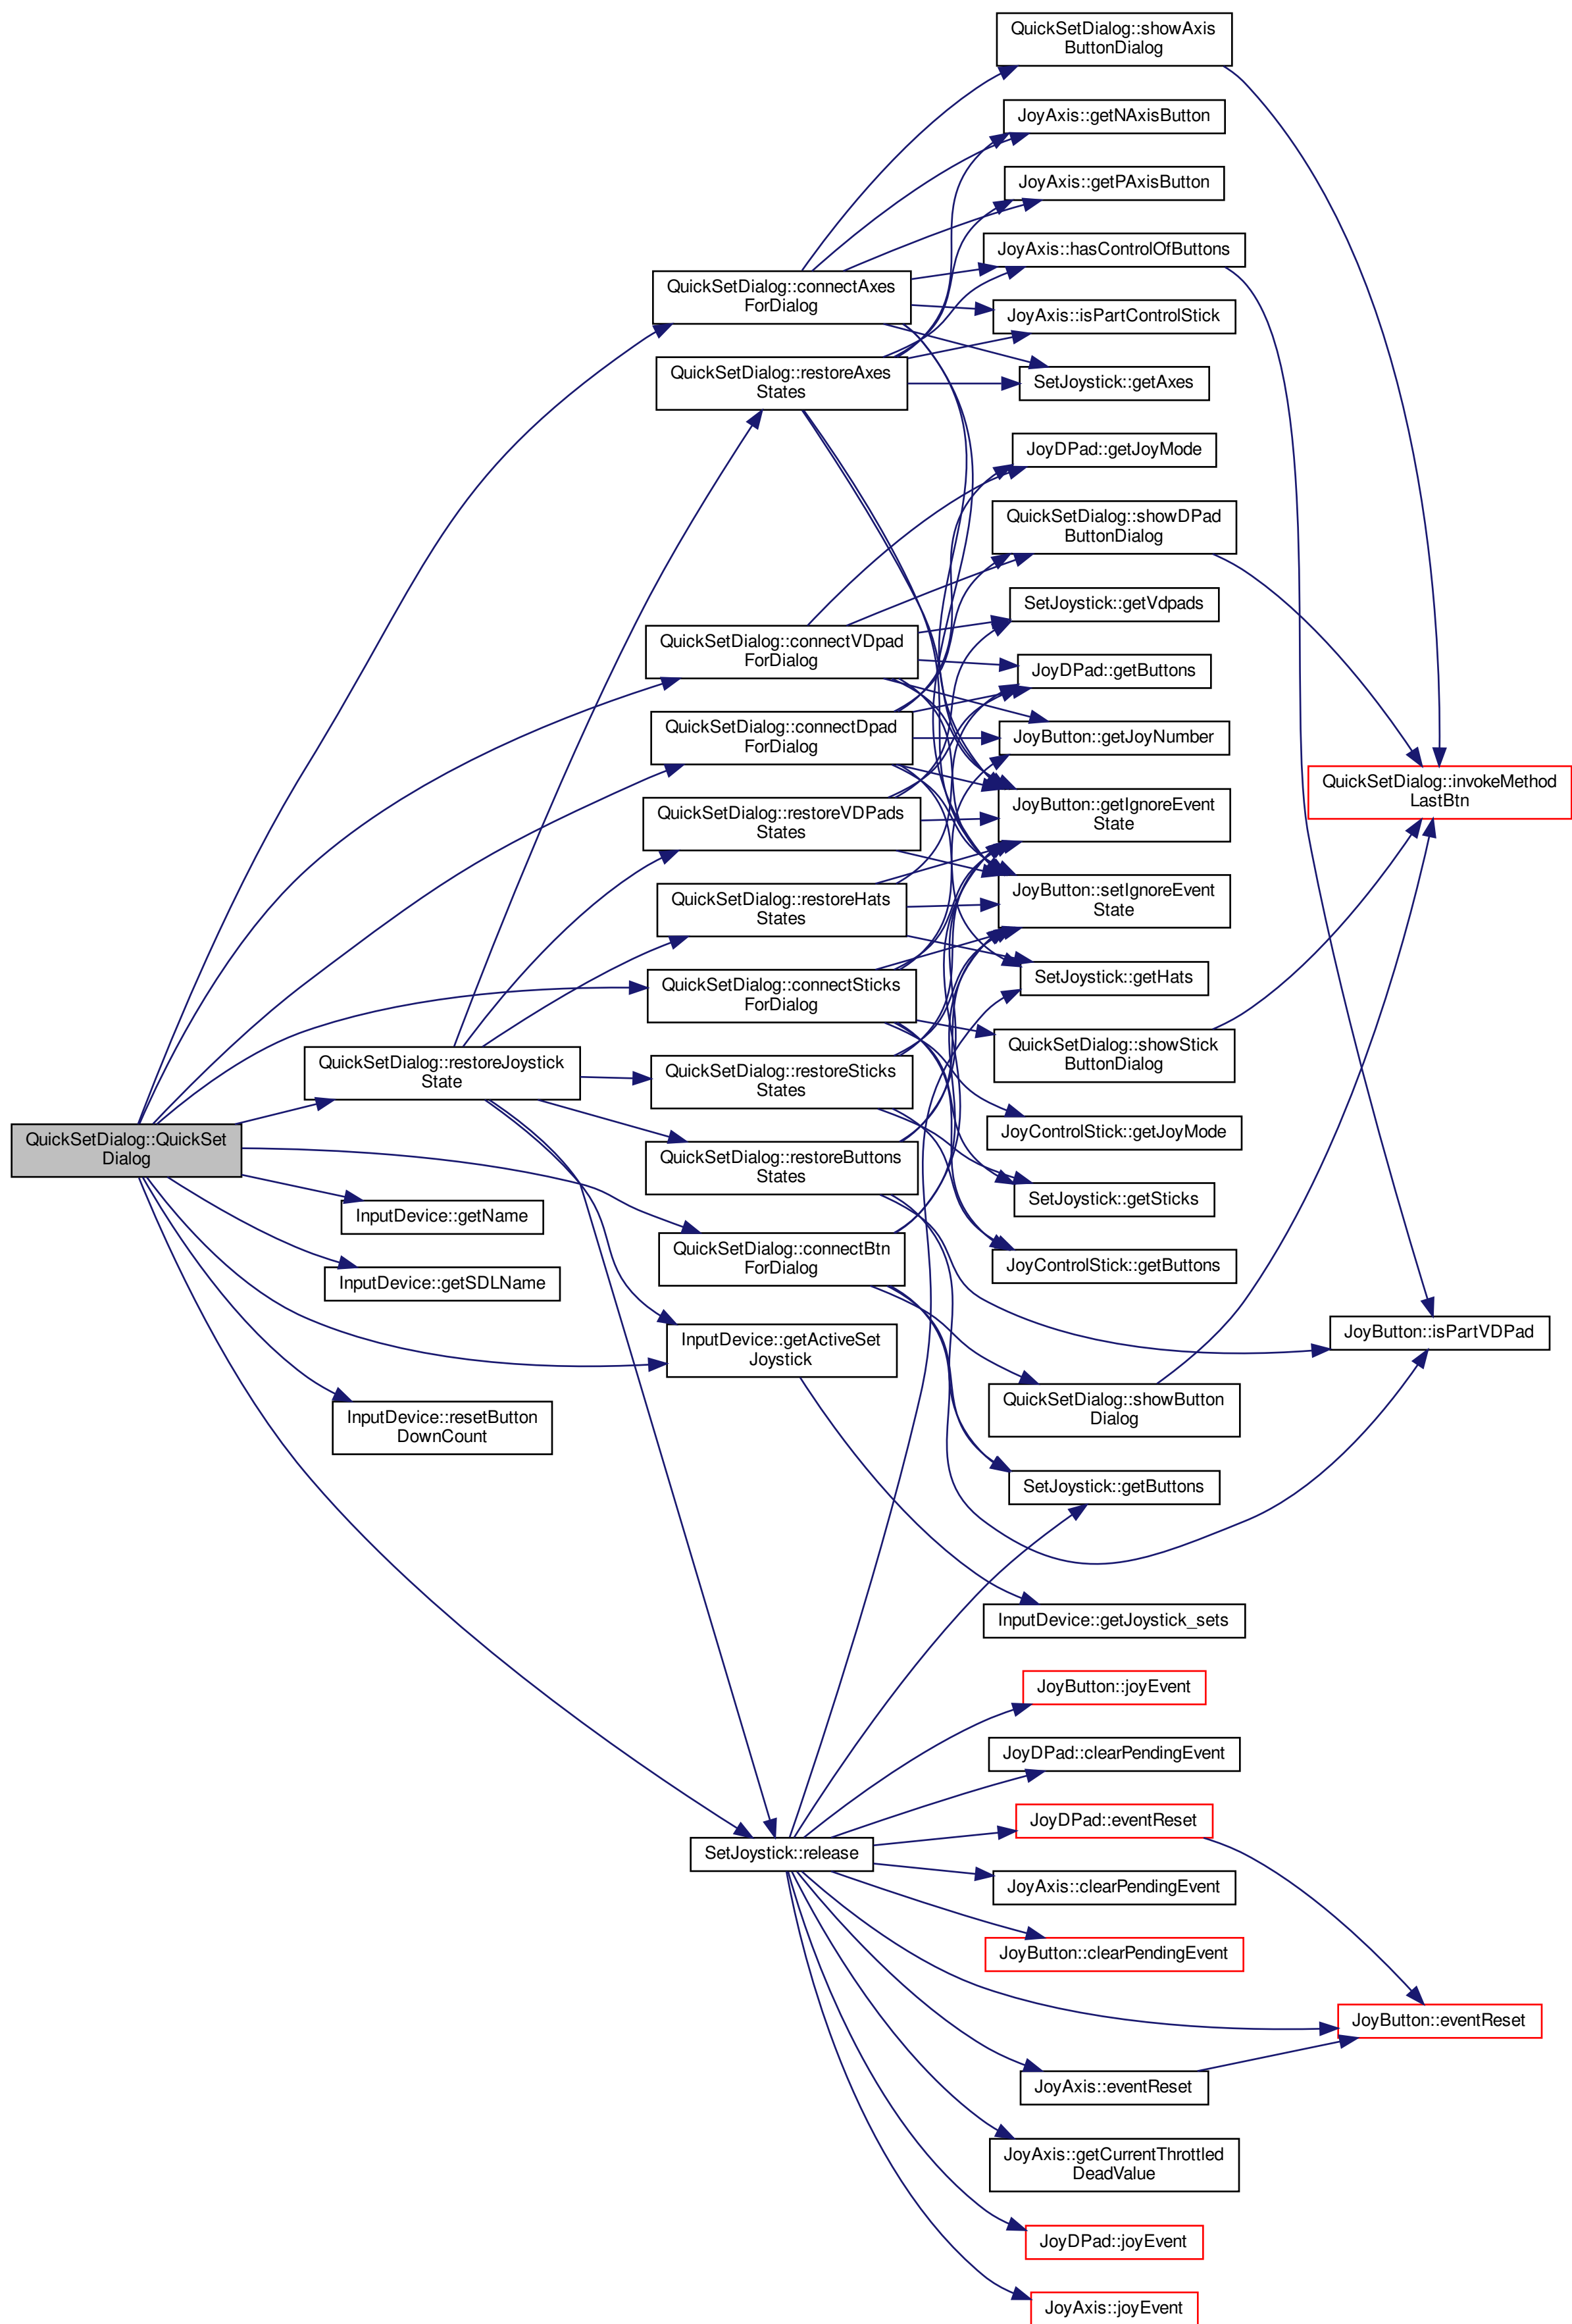 QuickSetDialog::QuickSet
Dialog
QuickSetDialog::restoreJoystick
State
InputDevice::getName
InputDevice::getSDLName
InputDevice::resetButton
DownCount
QuickSetDialog::connectAxes
ForDialog
QuickSetDialog::restoreAxes
States
QuickSetDialog::connectVDpad
ForDialog
QuickSetDialog::connectDpad
ForDialog
QuickSetDialog::restoreVDPads
States
QuickSetDialog::restoreHats
States
QuickSetDialog::connectSticks
ForDialog
QuickSetDialog::restoreSticks
States
QuickSetDialog::restoreButtons
States
QuickSetDialog::connectBtn
ForDialog
InputDevice::getActiveSet
Joystick
SetJoystick::release
QuickSetDialog::showAxis
ButtonDialog
JoyAxis::getNAxisButton
JoyAxis::getPAxisButton
JoyAxis::hasControlOfButtons
JoyAxis::isPartControlStick
SetJoystick::getAxes
JoyDPad::getJoyMode
QuickSetDialog::showDPad
ButtonDialog
SetJoystick::getVdpads
JoyDPad::getButtons
JoyButton::getJoyNumber
JoyButton::getIgnoreEvent
State
JoyButton::setIgnoreEvent
State
SetJoystick::getHats
QuickSetDialog::showStick
ButtonDialog
JoyControlStick::getJoyMode
SetJoystick::getSticks
JoyControlStick::getButtons
QuickSetDialog::showButton
Dialog
SetJoystick::getButtons
InputDevice::getJoystick_sets
JoyButton::joyEvent
JoyDPad::clearPendingEvent
JoyDPad::eventReset
JoyAxis::clearPendingEvent
JoyButton::clearPendingEvent
JoyAxis::eventReset
JoyAxis::getCurrentThrottled
DeadValue
JoyDPad::joyEvent
JoyAxis::joyEvent
QuickSetDialog::invokeMethod
LastBtn
JoyButton::isPartVDPad
JoyButton::eventReset